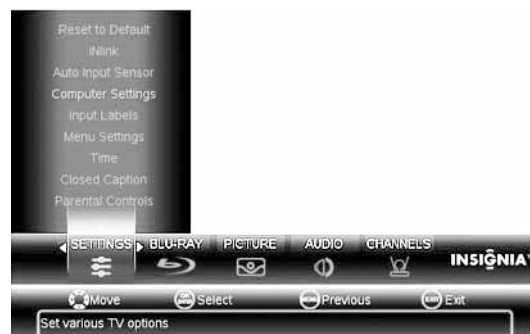 Reset to Default
INlink
Auto Input Sensor
Computer Settings
Input Labels
Menu Settings
Time
Closed Caption
Parental Controls
SETTINGS BLU-RAY PICTURE AUDIO CHANNELS
INSIGNIA
Move Select Previous Exit
Set various TV options